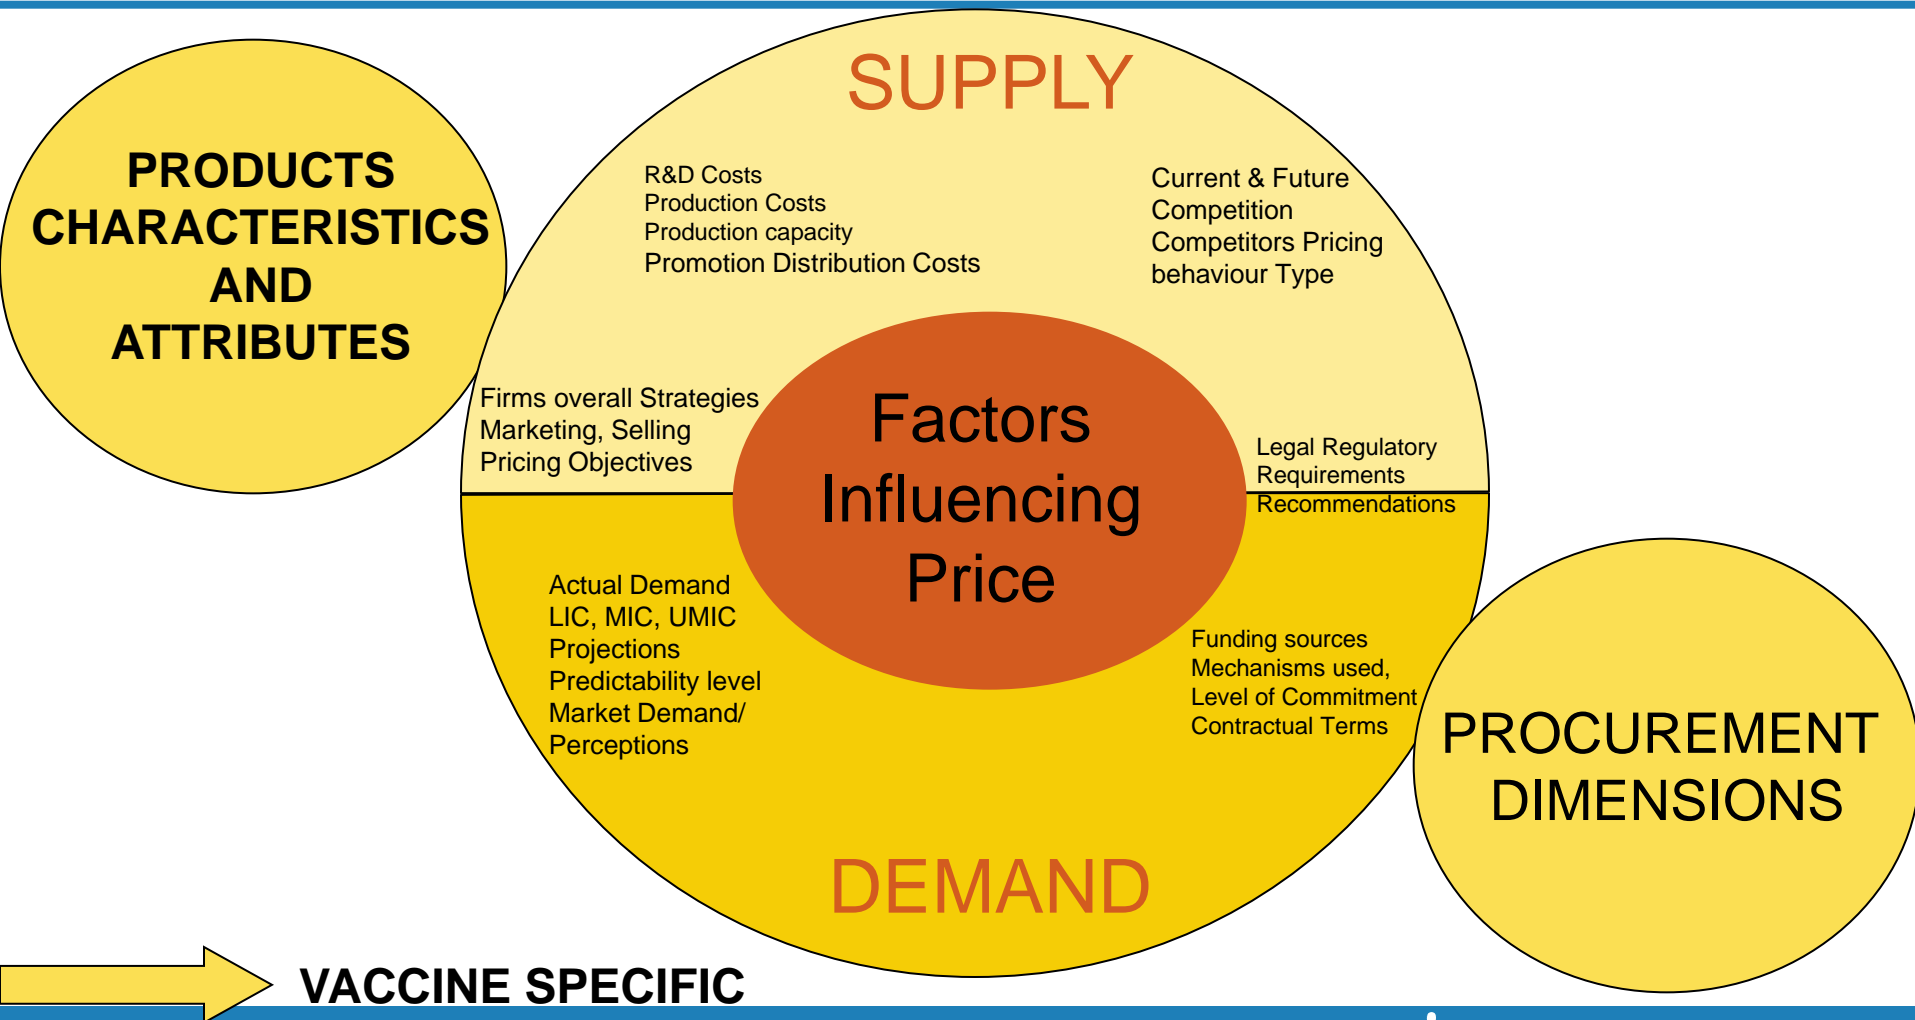 SUPPLY
PRODUCTS
CHARACTERISTICS
AND
ATTRIBUTES
R&D Costs
Production Costs
Production capacity
Promotion Distribution Costs
Current & Future
Competition
Competitors Pricing
behaviour Type
Firms overall Strategies
Marketing, Selling
Pricing Objectives
Factors
Influencing
Price
Legal Regulatory
Requirements
Recommendations
Actual Demand
LIC, MIC, UMIC
Projections
Predictability level
Market Demand/
Perceptions
Funding sources
Mechanisms used,
Level of Commitment
Contractual Terms
PROCUREMENT
DIMENSIONS
DEMAND
VACCINE SPECIFIC